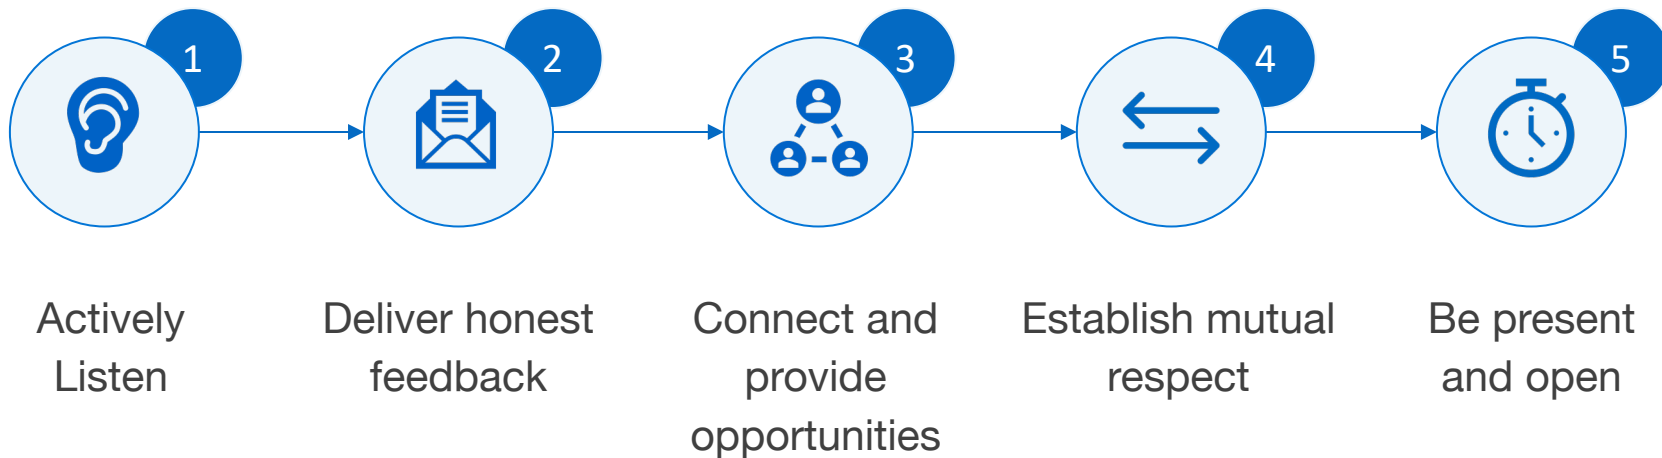 1
2
3
4
5
Actively
Listen
Deliver honest
feedback
Connect and
provide
opportunities
Establish mutual
respect
Be present
and open